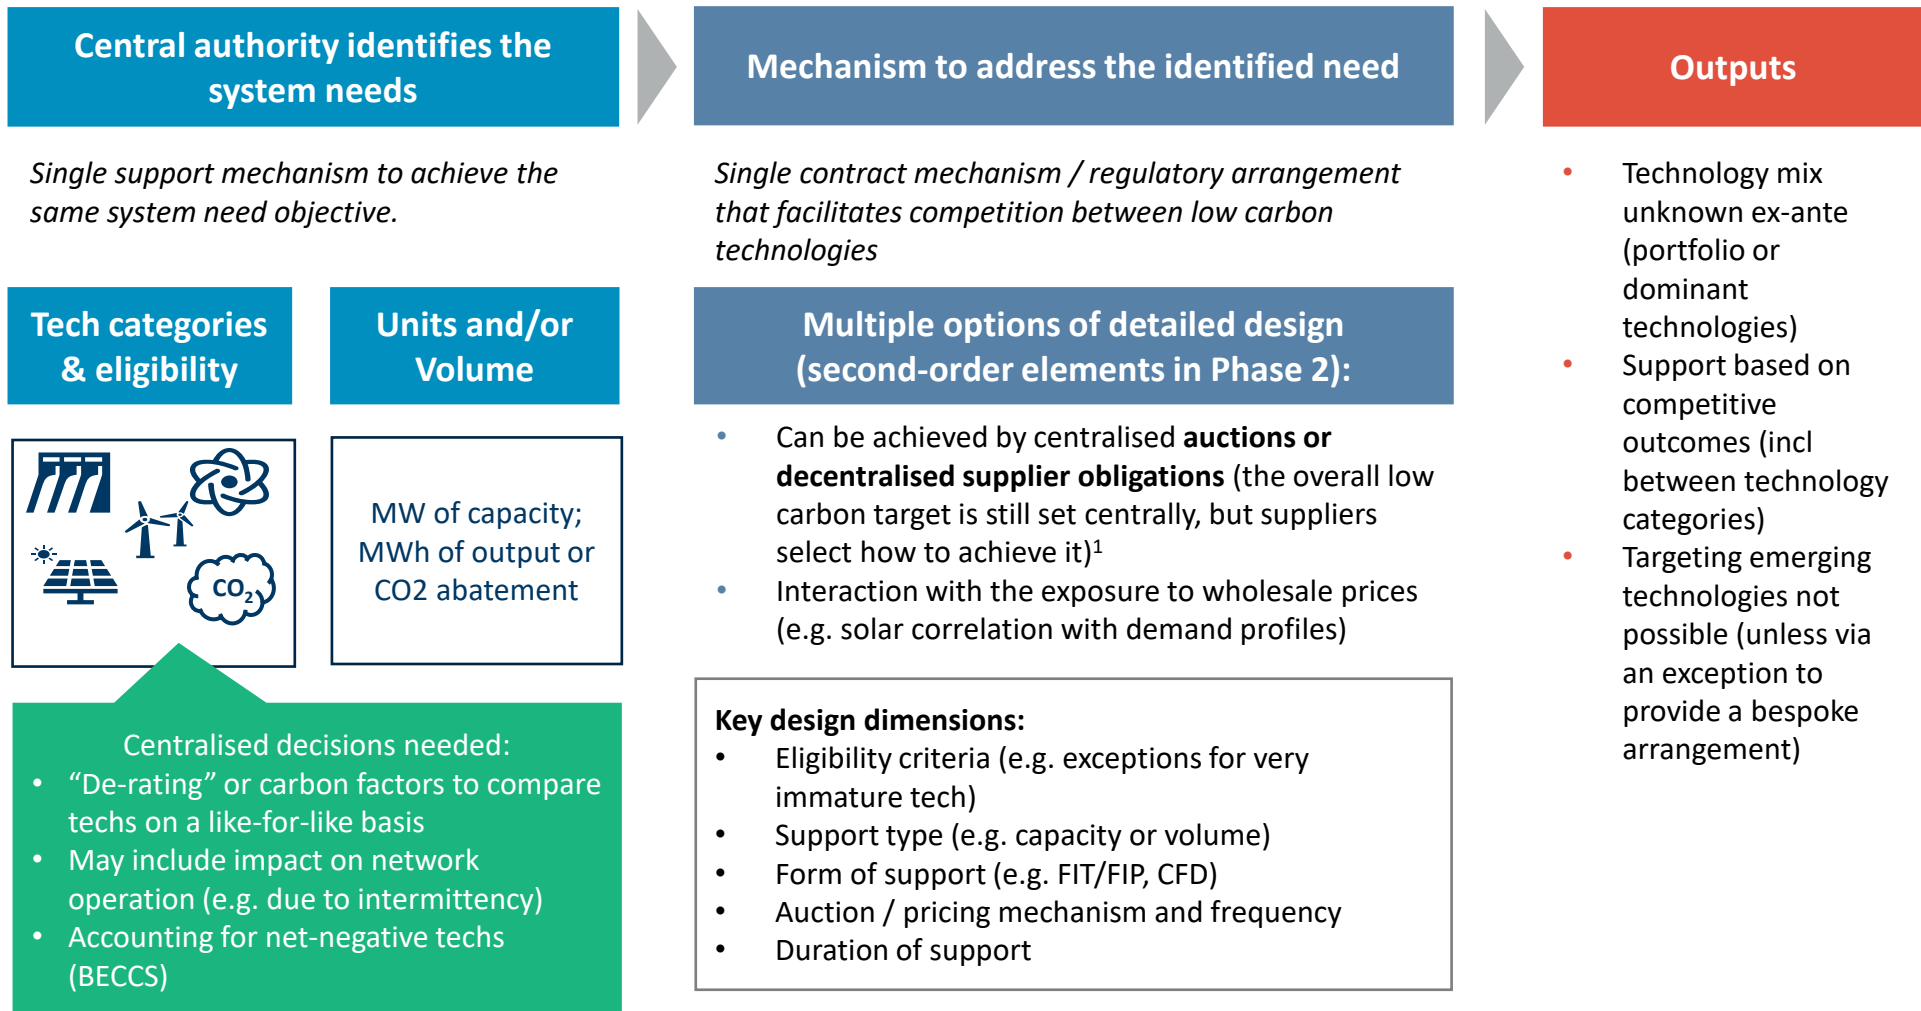 Central authority identifies the
system needs
Mechanism to address the identified need
Outputs
Single support mechanism to achieve the
same system need objective.
Tech categories
& eligibility
Units and/or
Volume
CO2
MW of capacity;
MWh of output or
CO2 abatement
Centralised decisions needed:
• “De-rating” or carbon factors to compare
techs on a like-for-like basis
• May include impact on network
operation (e.g. due to intermittency)
• Accounting for net-negative techs
(BECCS)
Single contract mechanism / regulatory arrangement
that facilitates competition between low carbon
technologies
Multiple options of detailed design
(second-order elements in Phase 2):
• Can be achieved by centralised auctions or
decentralised supplier obligations (the overall low
carbon target is still set centrally, but suppliers
select how to achieve it)1
• Interaction with the exposure to wholesale prices
(e.g. solar correlation with demand profiles)
Key design dimensions:
• Eligibility criteria (e.g. exceptions for very
immature tech)
• Support type (e.g. capacity or volume)
• Form of support (e.g. FIT/FIP, CFD)
• Auction / pricing mechanism and frequency
• Duration of support
• Technology mix
unknown ex-ante
(portfolio or
dominant
technologies)
• Support based on
competitive
outcomes (incl
between technology
categories)
• Targeting emerging
technologies not
possible (unless via
an exception to
provide a bespoke
arrangement)